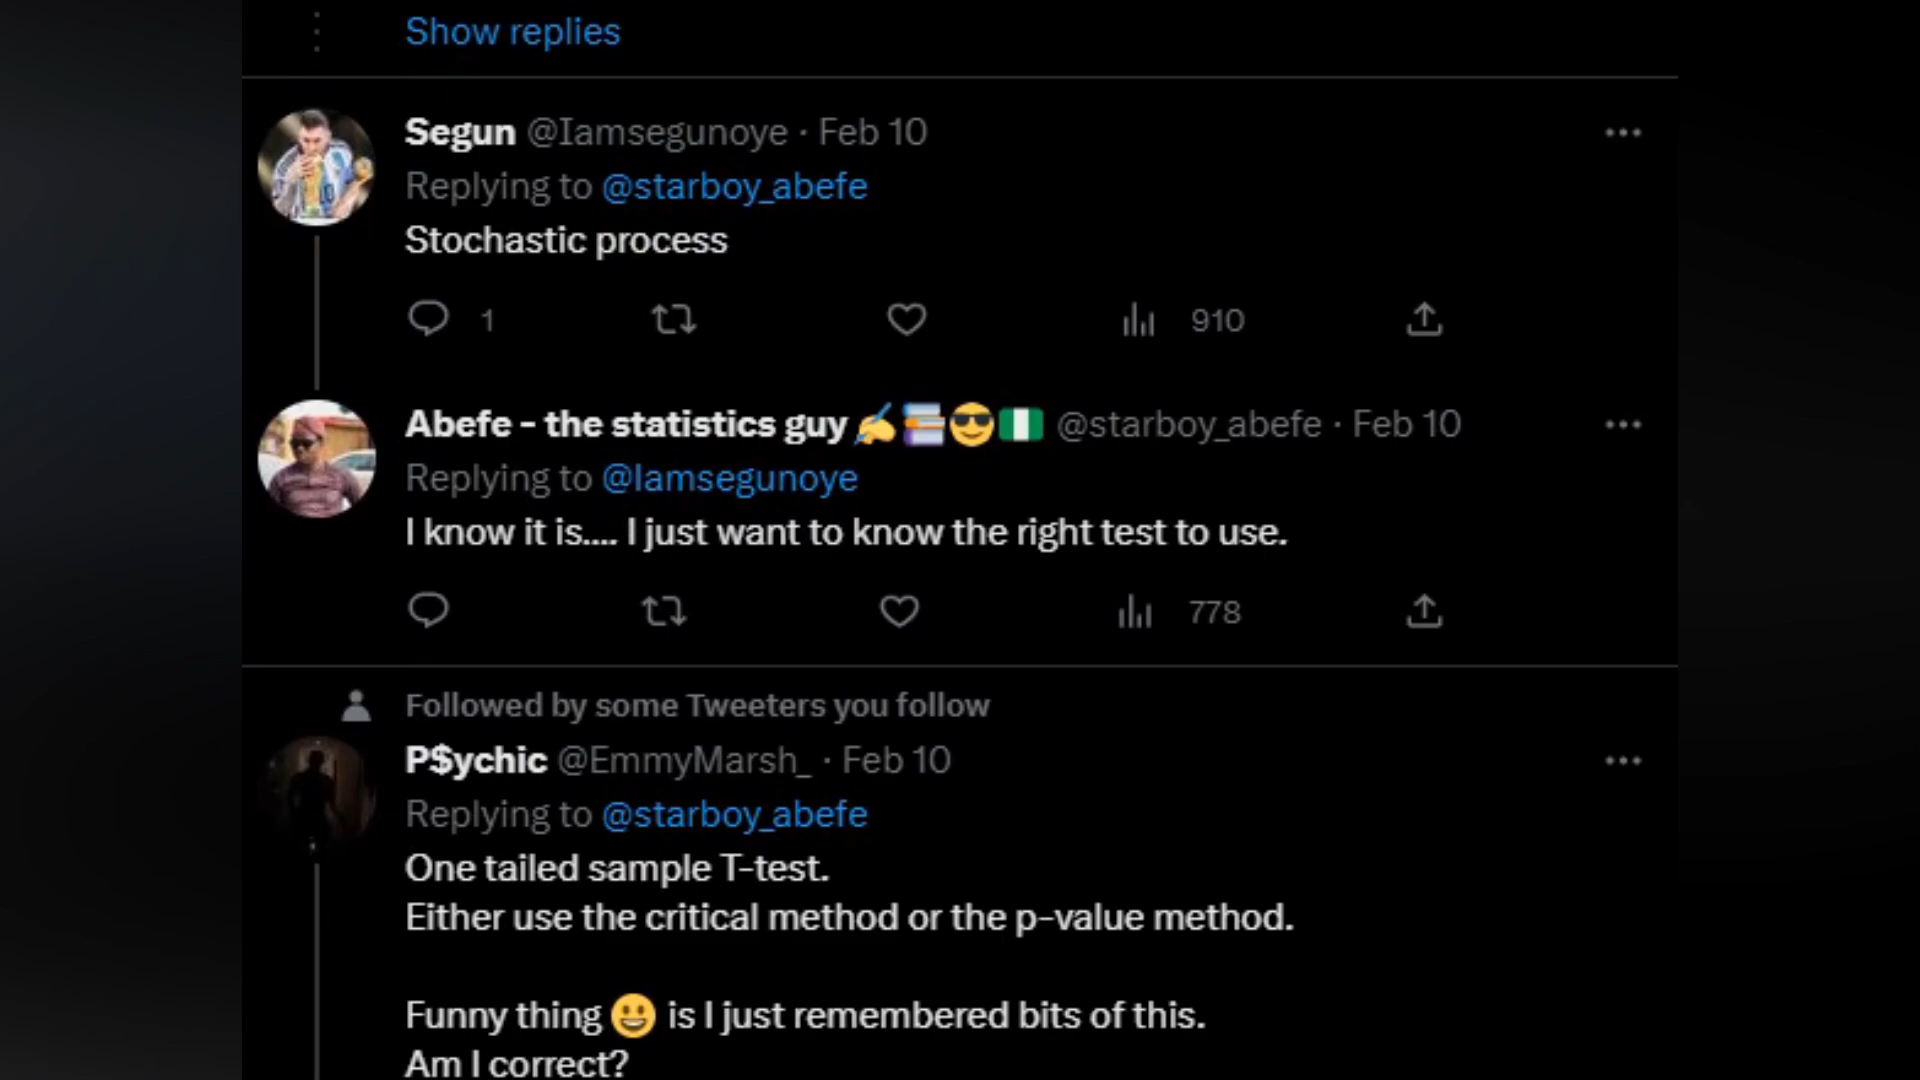 Show replies
Segun @Iamsegunoye · Feb 10
Replying to @starboy_abefe
Stochastic process
1 910
Abefe - the statistics guy ✍️📚😎🇳🇬 @starboy_abefe · Feb 10
Replying to @Iamsegunoye
I know it is.... I just want to know the right test to use.
778
Followed by some Tweeters you follow
P$ychic @EmmyMarsh_ · Feb 10
Replying to @starboy_abefe
One tailed sample T-test.
Either use the critical method or the p-value method.
Funny thing 😀 is I just remembered bits of this.
Am I correct?